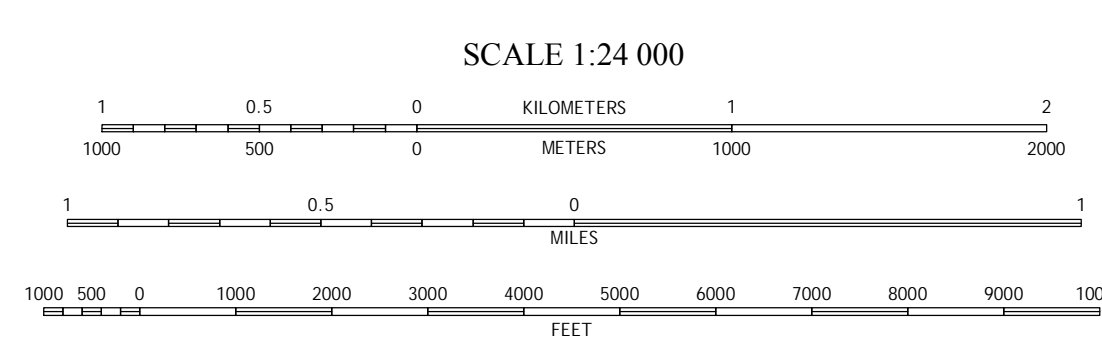 SCALE 1:24 000
1 0.5 0 KILOMETERS 1 2
1000 500 0 METERS 1000 2000
1 0.5 0 1
MILES
1000 500 0 1000 2000 3000 4000 5000 6000 7000 8000 9000 100
FEET